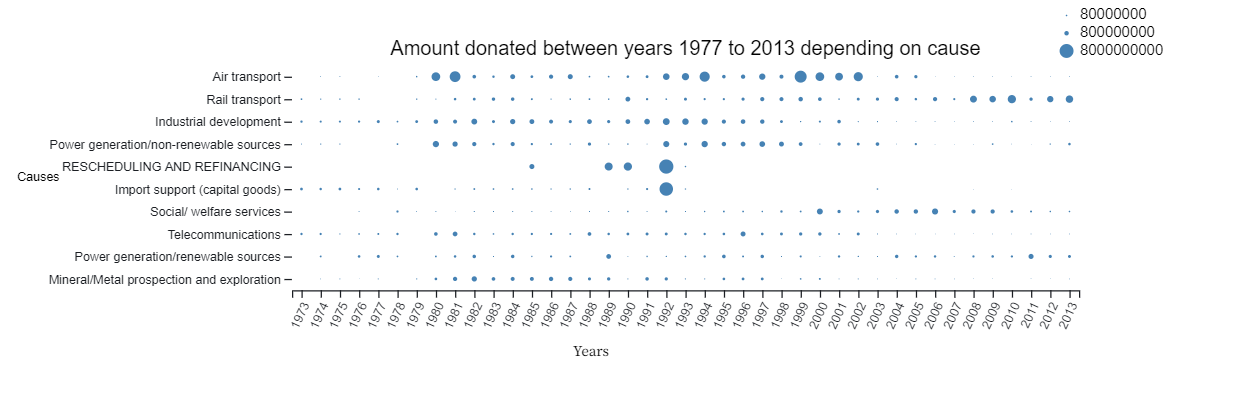 80000000
800000000
8000000000
Amount donated between years 1977 to 2013 depending on cause
Air transport
Rail transport
Industrial development
Power generation/non-renewable sources
RESCHEDULING AND REFINANCING
Causes
Import support (capital goods)
Social/ welfare services
Telecommunications
Power generation/renewable sources
Mineral/Metal prospection and exploration
1973 1974 1975 1976 1977 1978 1979 1980 1981 1982 1983 1984 1985 1986 1987 1988 1989 1990 1991 1992 1993 1994 1995 1996 1997 1998 1999 2000 2001 2002 2003 2004 2005 2006 2007 2008 2009 2010 2011 2012 2013
Years